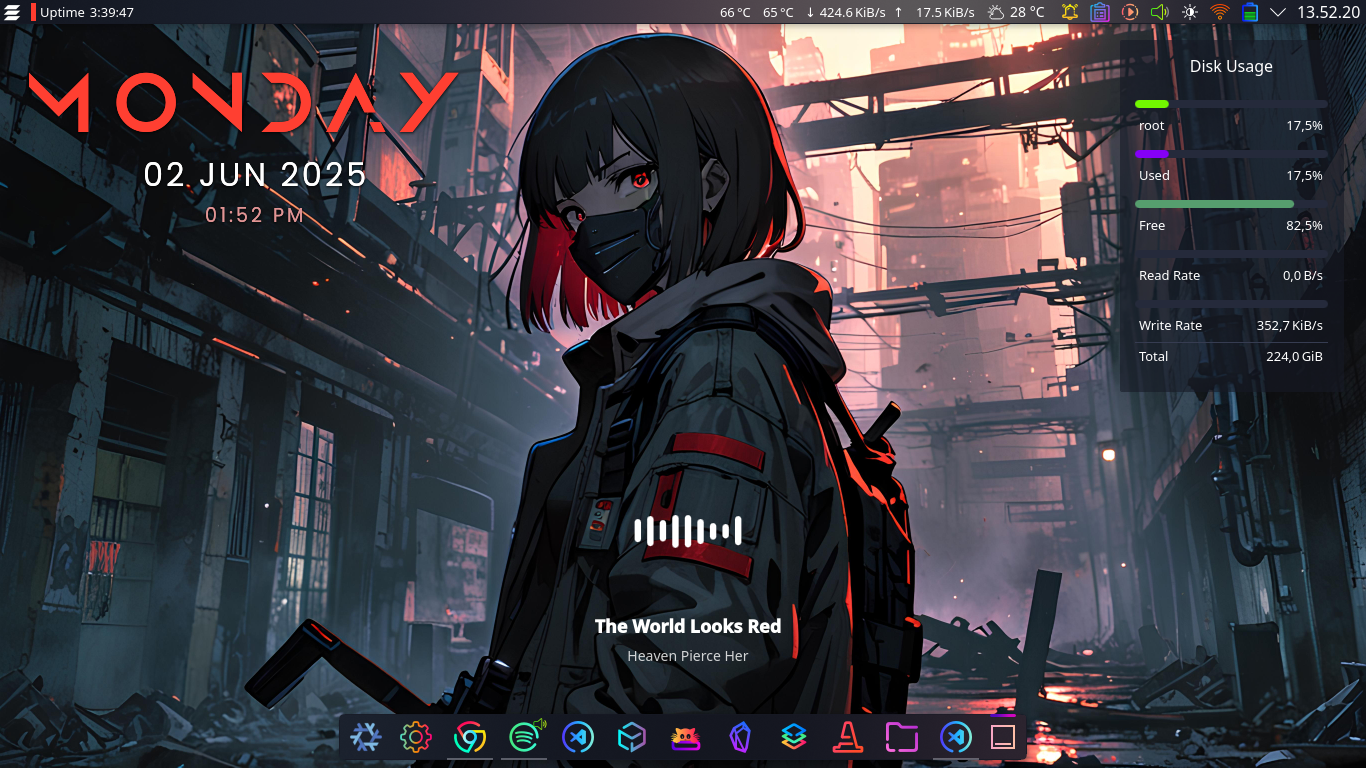 Uptime 3:39:47
66 °C 65 °C ↓ 424.6 KiB/s ↑ 17.5 KiB/s 28 °C 13.52.20
MONDAY
02 JUN 2025
01:52 PM
Disk Usage
root 17,5%
Used 17,5%
Free 82,5%
Read Rate 0,0 B/s
Write Rate 352,7 KiB/s
Total 224,0 GiB
The World Looks Red
Heaven Pierce Her